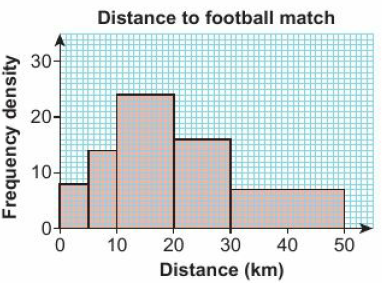 Distance to football match
Frequency density
30
20
10
0
0 10 20 30 40 50
Distance (km)